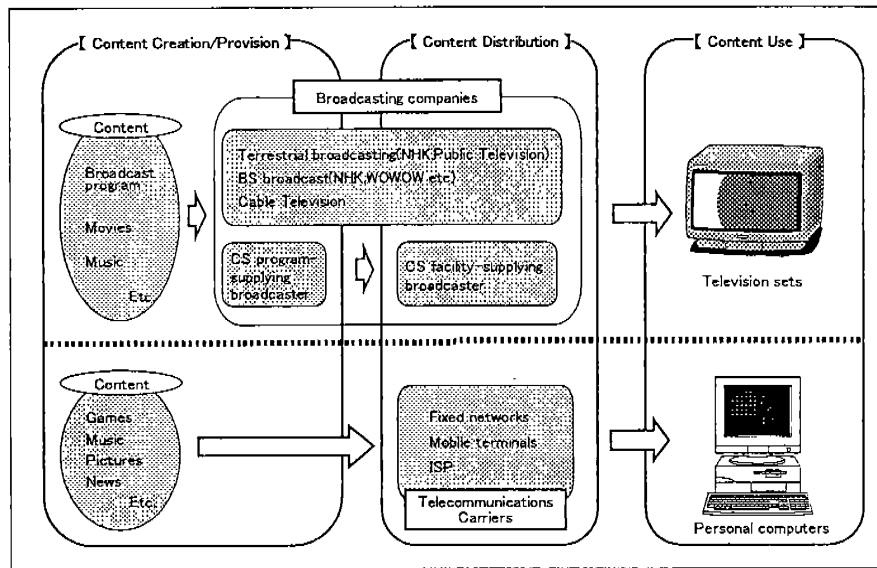 【 Content Creation/Provision 】
【 Content Distribution 】
【 Content Use 】
Broadcasting companies
Content
Broadcast
program
Movies
Music
Etc.
Terrestrial broadcasting(NHK,Public Television)
BS broadcast(NHK,WOWOW,etc)
Cable Television
CS program-
supplying
broadcaster
CS facility-supplying
broadcaster
Television sets
Content
Games
Music
Pictures
News
Etc.
Fixed networks
Mobile terminals
ISP
Telecommunications
Carriers
Personal computers